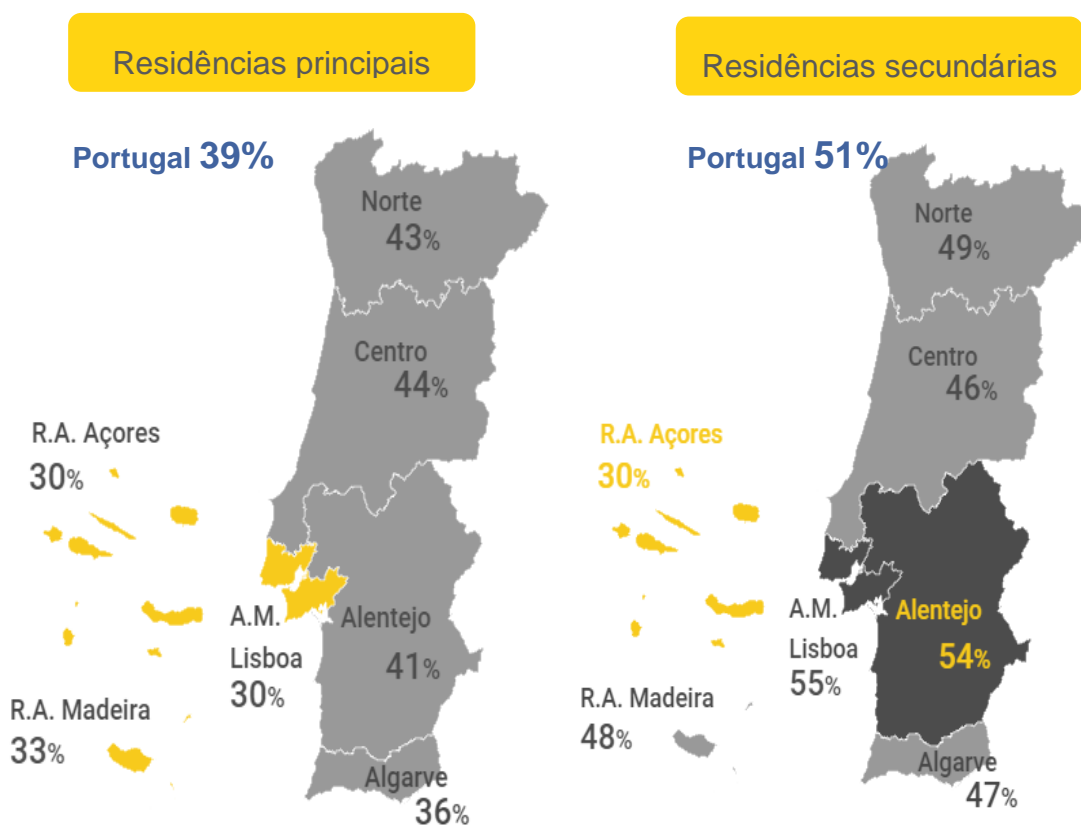 Residências principais
Portugal 39%
Norte
43%
Centro
44%
R.A. Açores
30%
A.M.
Lisboa
30%
Alentejo
41%
R.A. Madeira
33%
Algarve
36%
Residências secundárias
Portugal 51%
Norte
49%
Centro
46%
R.A. Açores
30%
A.M.
Lisboa
55%
Alentejo
54%
R.A. Madeira
48%
Algarve
47%